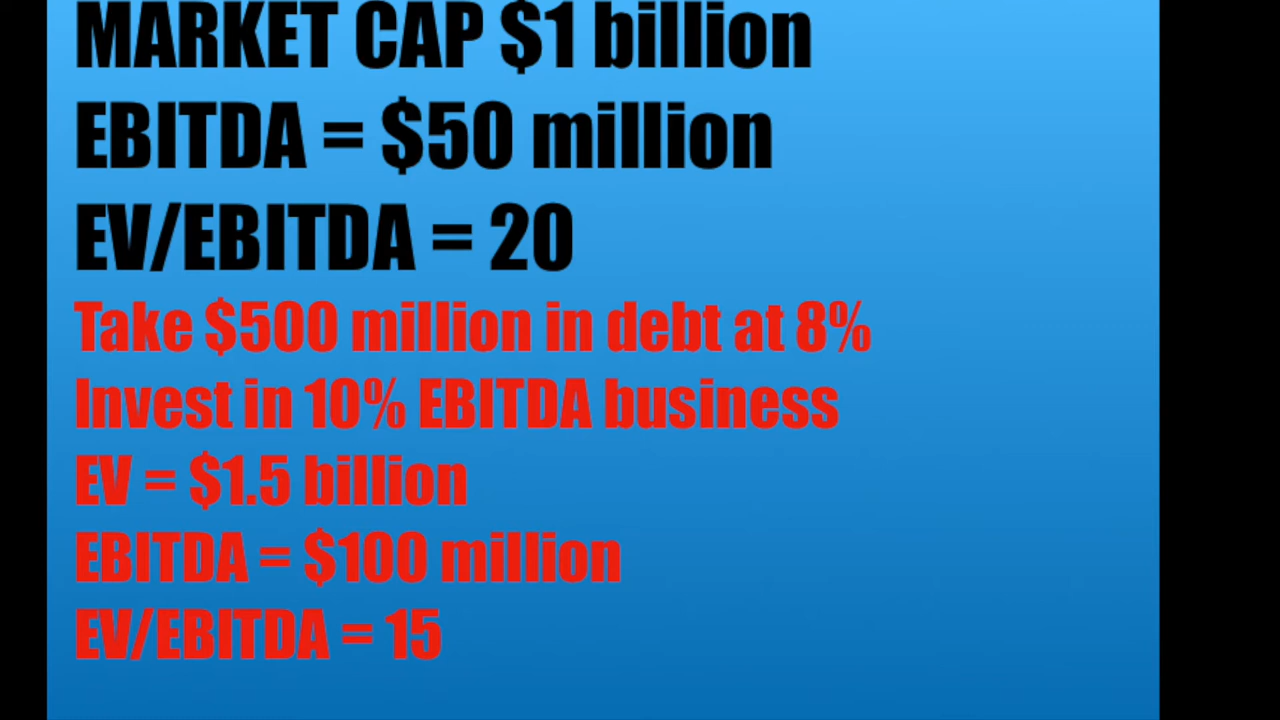 MARKET CAP $1 billion
EBITDA = $50 million
EV/EBITDA = 20
Take $500 million in debt at 8%
Invest in 10% EBITDA business
EV = $1.5 billion
EBITDA = $100 million
EV/EBITDA = 15